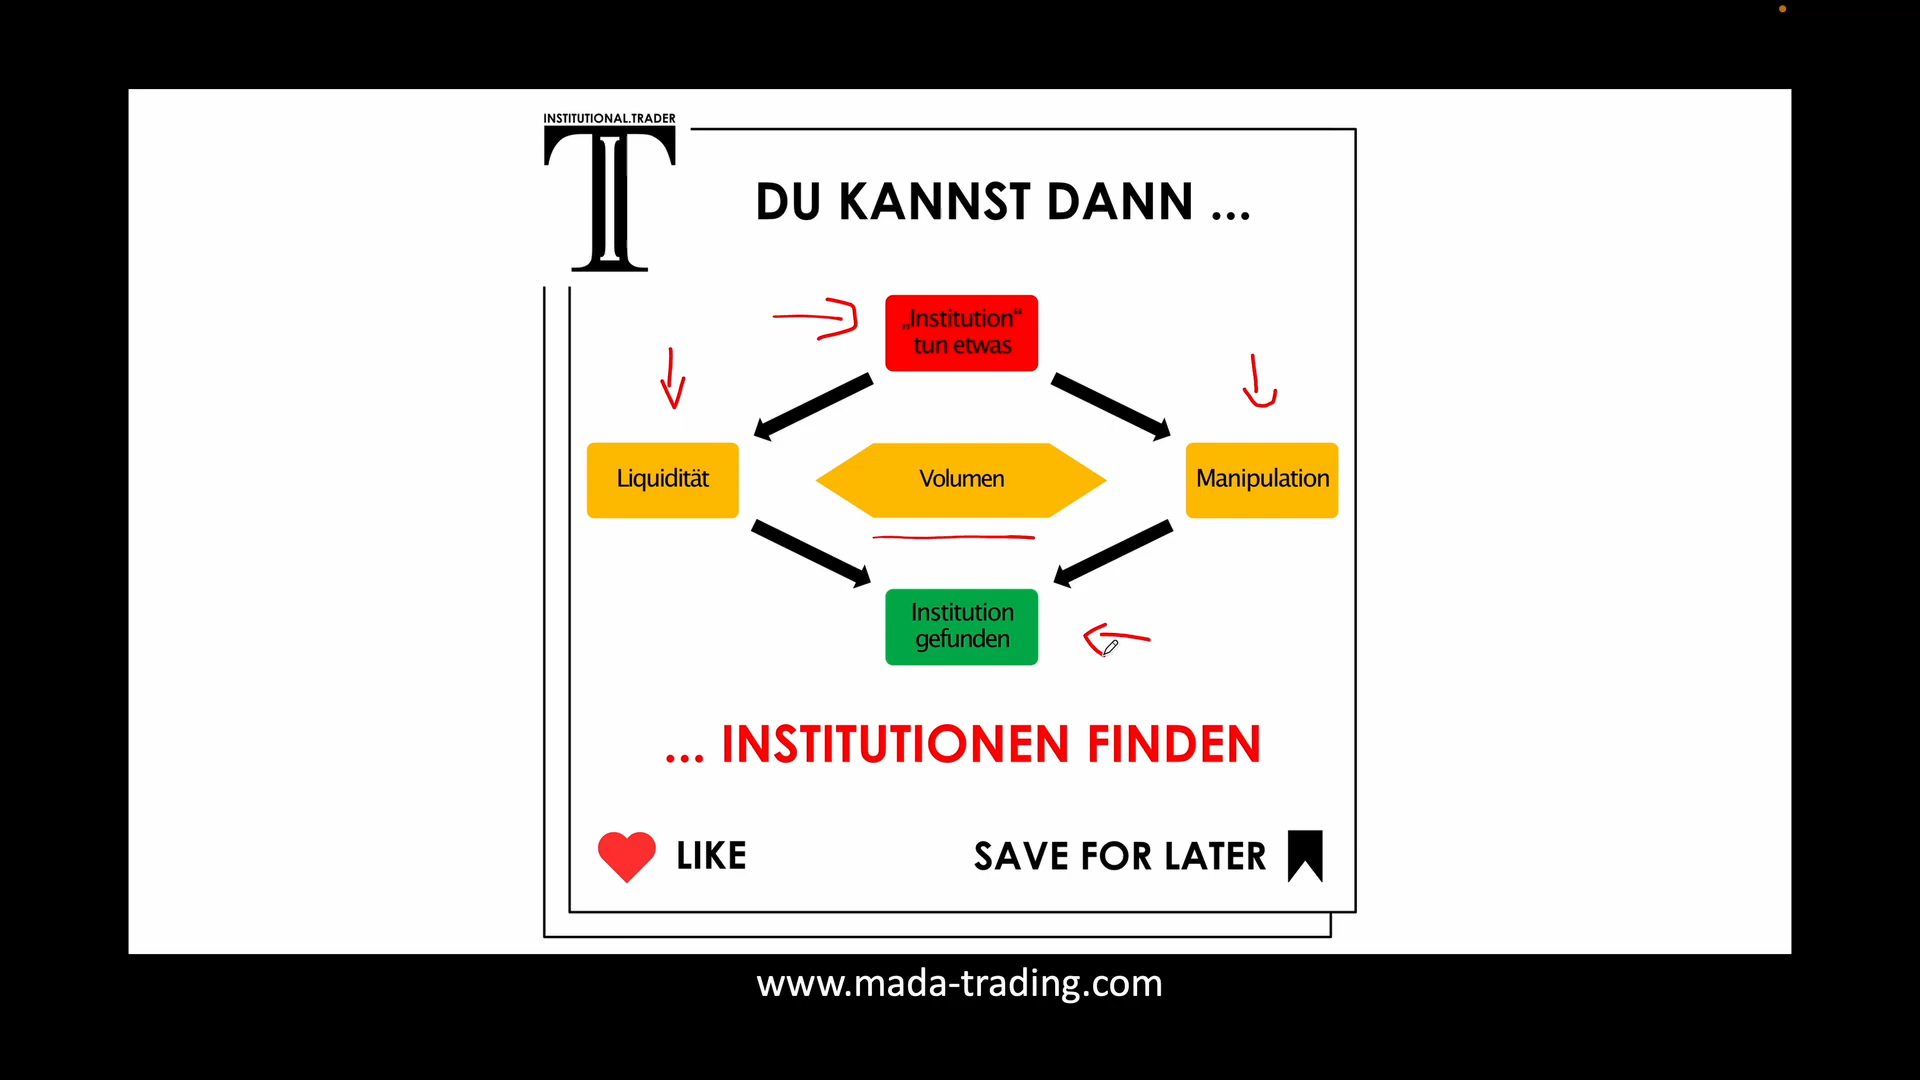 INSTITUTIONAL.TRADER
DU KANNST DANN ...
„Institution“
tun etwas
Liquidität
Volumen
Manipulation
Institution
gefunden
... INSTITUTIONEN FINDEN
LIKE
SAVE FOR LATER
www.mada-trading.com